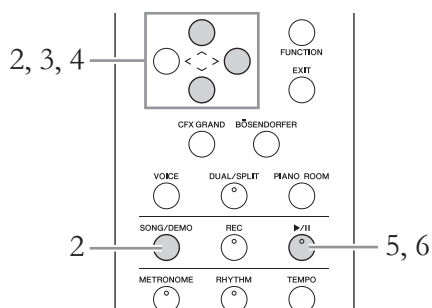 FUNCTION
2, 3, 4
EXIT
CFX GRAND BÖSENDORFER
VOICE DUAL/SPLIT PIANO ROOM
SONG/DEMO REC ►/II
2 5, 6
METRONOME RHYTHM TEMPO